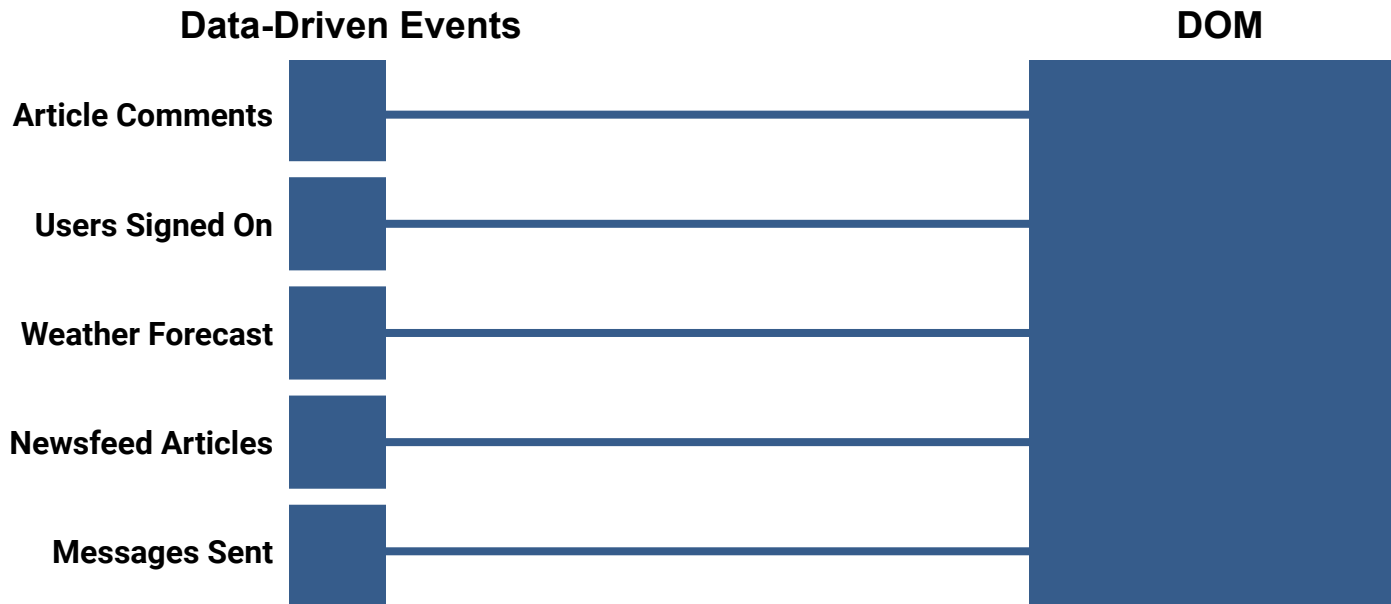 Data-Driven Events
DOM
Article Comments
Users Signed On
Weather Forecast
Newsfeed Articles
Messages Sent